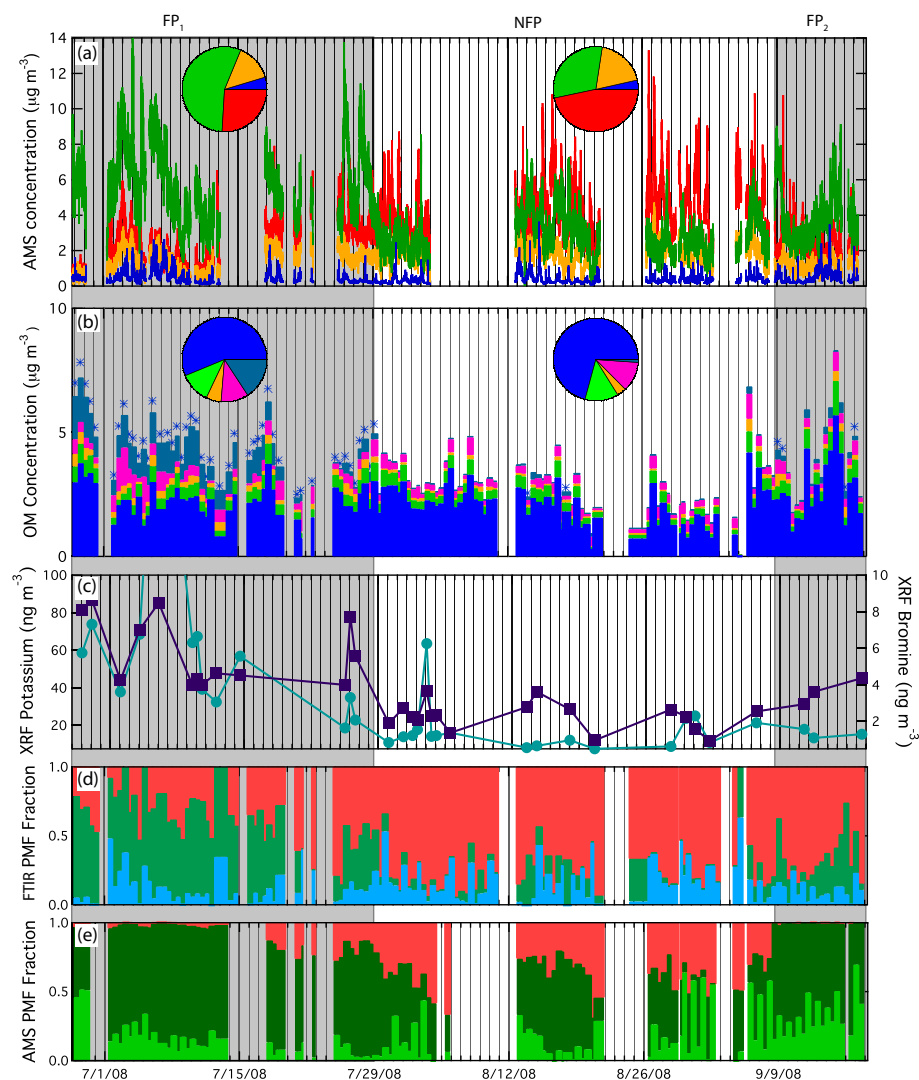 FP1 NFP FP2
(a)
14
12
10
8
6
4
2
0
AMS concentration (µg m-3)
(b)
10
5
0
OM Concentration (µg m-3)
(c)
100
80
60
40
20
XRF Potassium (ng m-3)
10
8
6
4
2
XRF Bromine (ng m-3)
(d)
1.0
0.5
0.0
FTIR PMF Fraction
(e)
1.0
0.5
0.0
AMS PMF Fraction
7/1/08 7/15/08 7/29/08 8/12/08 8/26/08 9/9/08